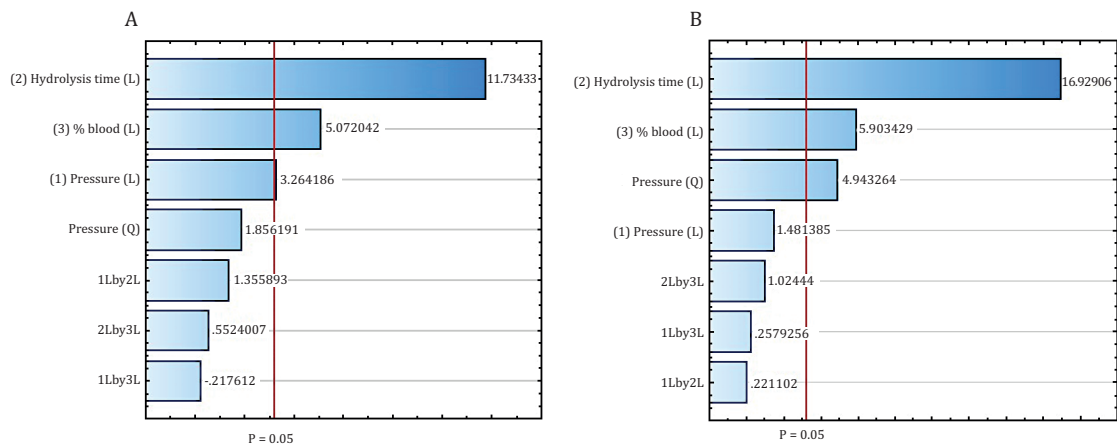 A
(2) Hydrolysis time (L)
11.73433
(3) % blood (L)
5.072042
(1) Pressure (L)
3.264186
Pressure (Q)
1.856191
1Lby2L
1.355893
2Lby3L
.5524007
1Lby3L
-.217612
P = 0.05
B
(2) Hydrolysis time (L)
16.92906
(3) % blood (L)
5.903429
Pressure (Q)
4.943264
(1) Pressure (L)
1.481385
2Lby3L
1.02444
1Lby3L
.2579256
1Lby2L
.221102
P = 0.05